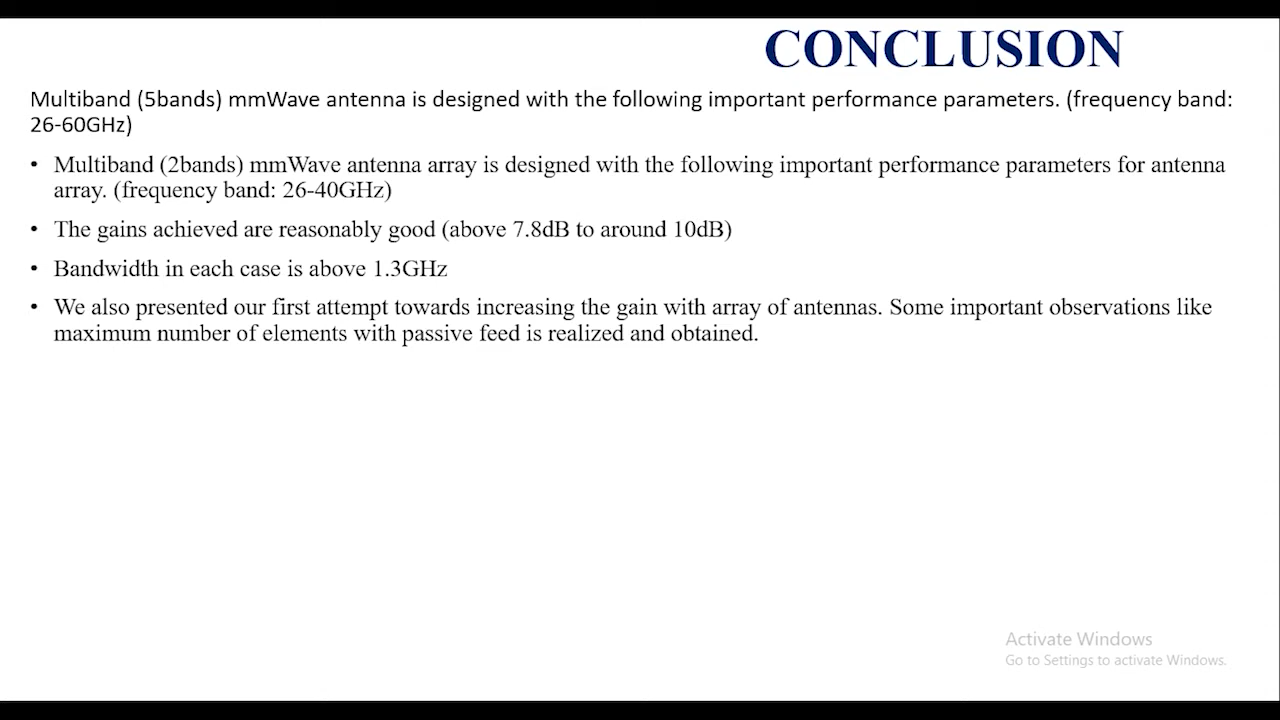 CONCLUSION
Multiband (5bands) mmWave antenna is designed with the following important performance parameters. (frequency band:
26-60GHz)
• Multiband (2bands) mmWave antenna array is designed with the following important performance parameters for antenna
array. (frequency band: 26-40GHz)
• The gains achieved are reasonably good (above 7.8dB to around 10dB)
• Bandwidth in each case is above 1.3GHz
• We also presented our first attempt towards increasing the gain with array of antennas. Some important observations like
maximum number of elements with passive feed is realized and obtained.
Activate Windows
Go to Settings to activate Windows.